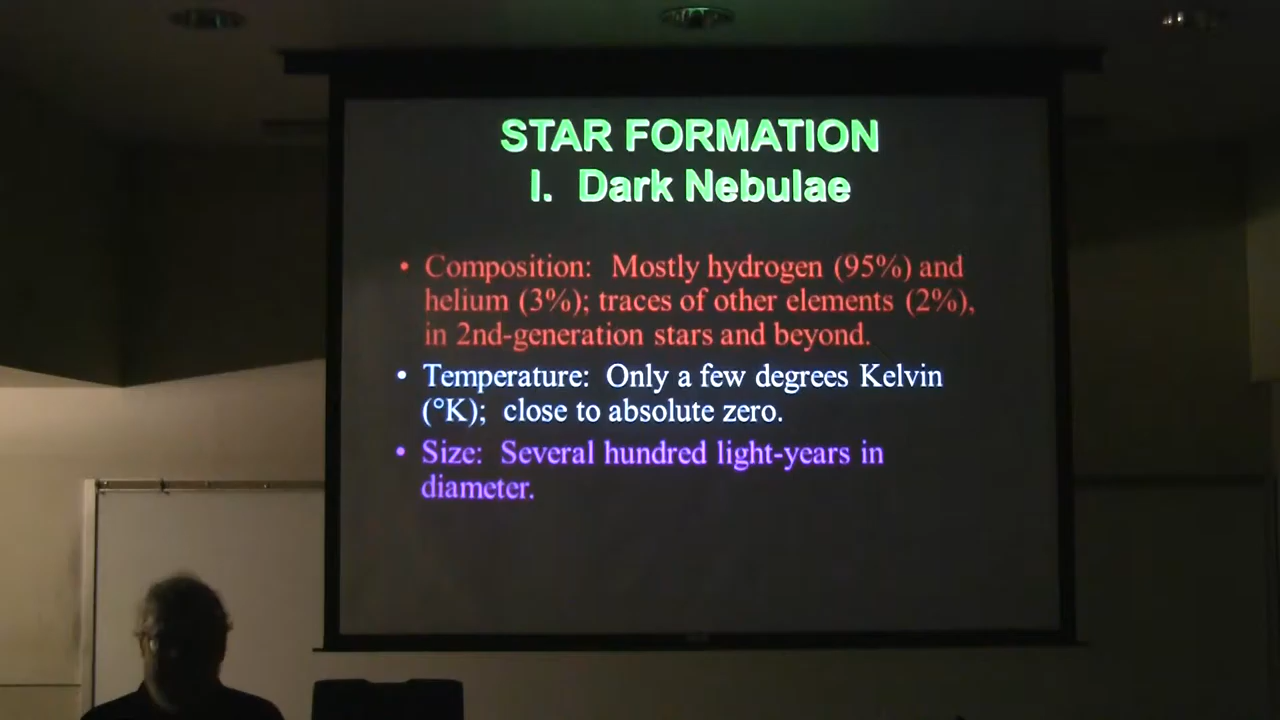 STAR FORMATION
I. Dark Nebulae
• Composition: Mostly hydrogen (95%) and
helium (3%); traces of other elements (2%),
in 2nd-generation stars and beyond.
• Temperature: Only a few degrees Kelvin
(°K); close to absolute zero.
• Size: Several hundred light-years in
diameter.